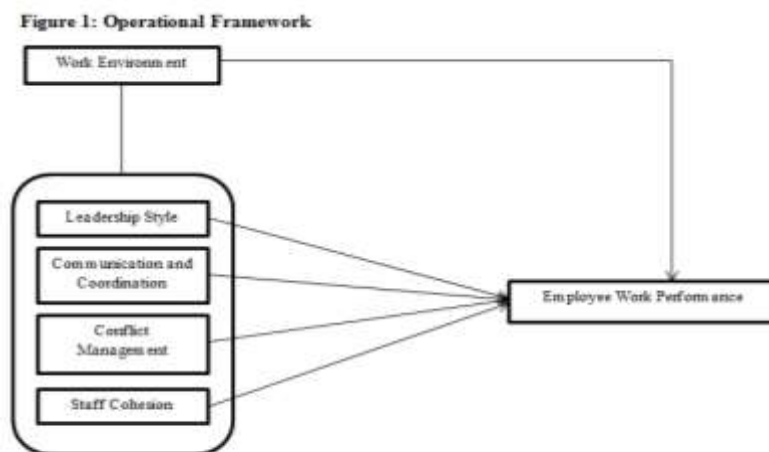 Figure 1: Operational Framework
Work Environment
Leadership Style
Communication and
Coordination
Conflict
Management
Staff Cohesion
Employee Work Performance